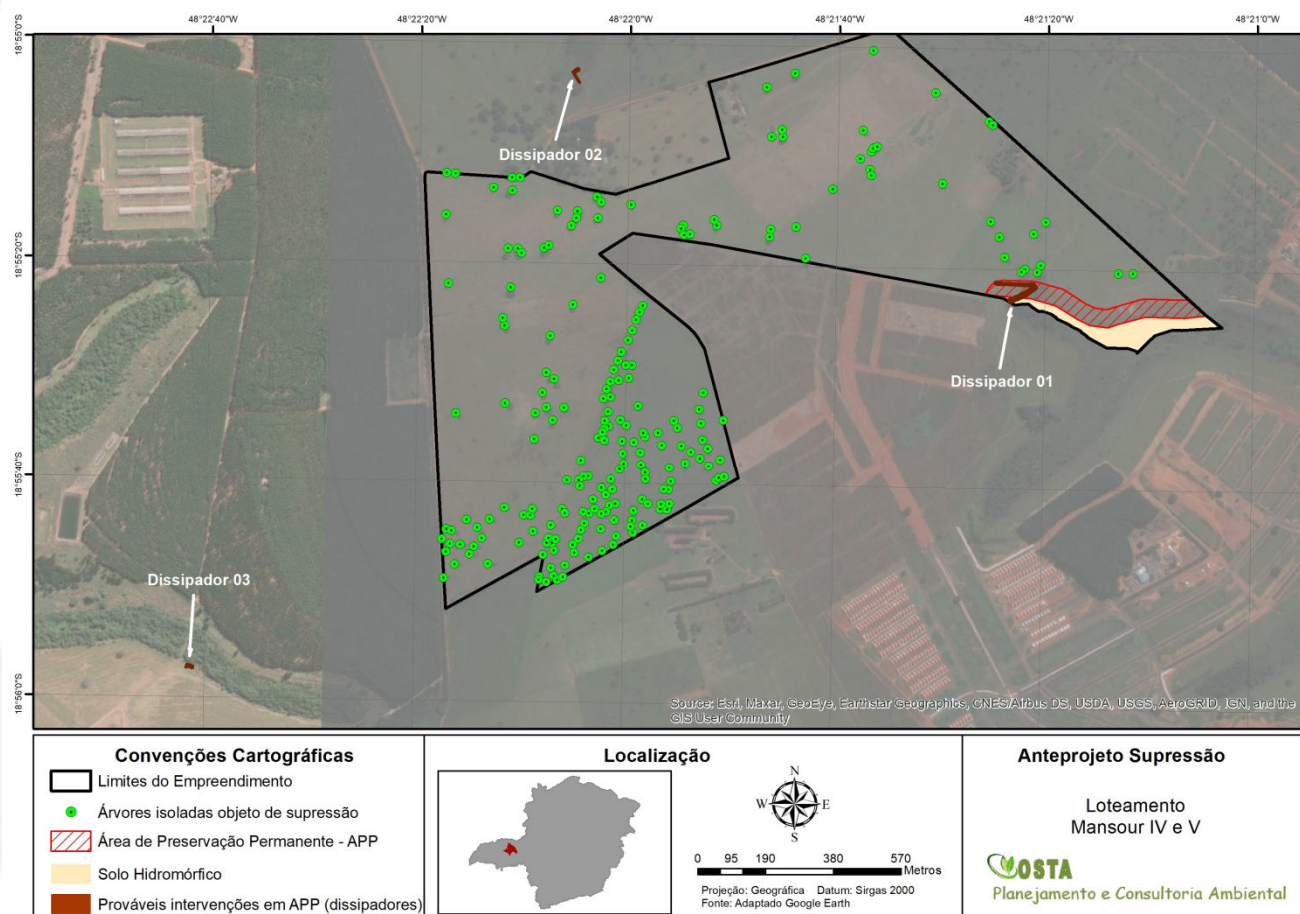 48°22'40"W
48°22'20"W
48°22'0"W
48°21'40"W
48°21'20"W
48°21'0"W
18°55'0"S
18°55'20"S
18°55'40"S
18°56'0"S
Dissipador 02
Dissipador 01
Dissipador 03
Source: Esri, Maxar, GeoEye, Earthstar Geographics, CNES/Airbus DS, USDA, USGS, AeroGRID, IGN, and the
GIS User Community
Convenções Cartográficas
Limites do Empreendimento
Árvores isoladas objeto de supressão
Área de Preservação Permanente - APP
Solo Hidromórfico
Prováveis intervenções em APP (dissipadores)
Localização
N
W
E
S
0 95 190 380 570
Metros
Projeção: Geográfica Datum: Sirgas 2000
Fonte: Adaptado Google Earth
Anteprojeto Supressão
Loteamento
Mansour IV e V
COSTA
Planejamento e Consultoria Ambiental